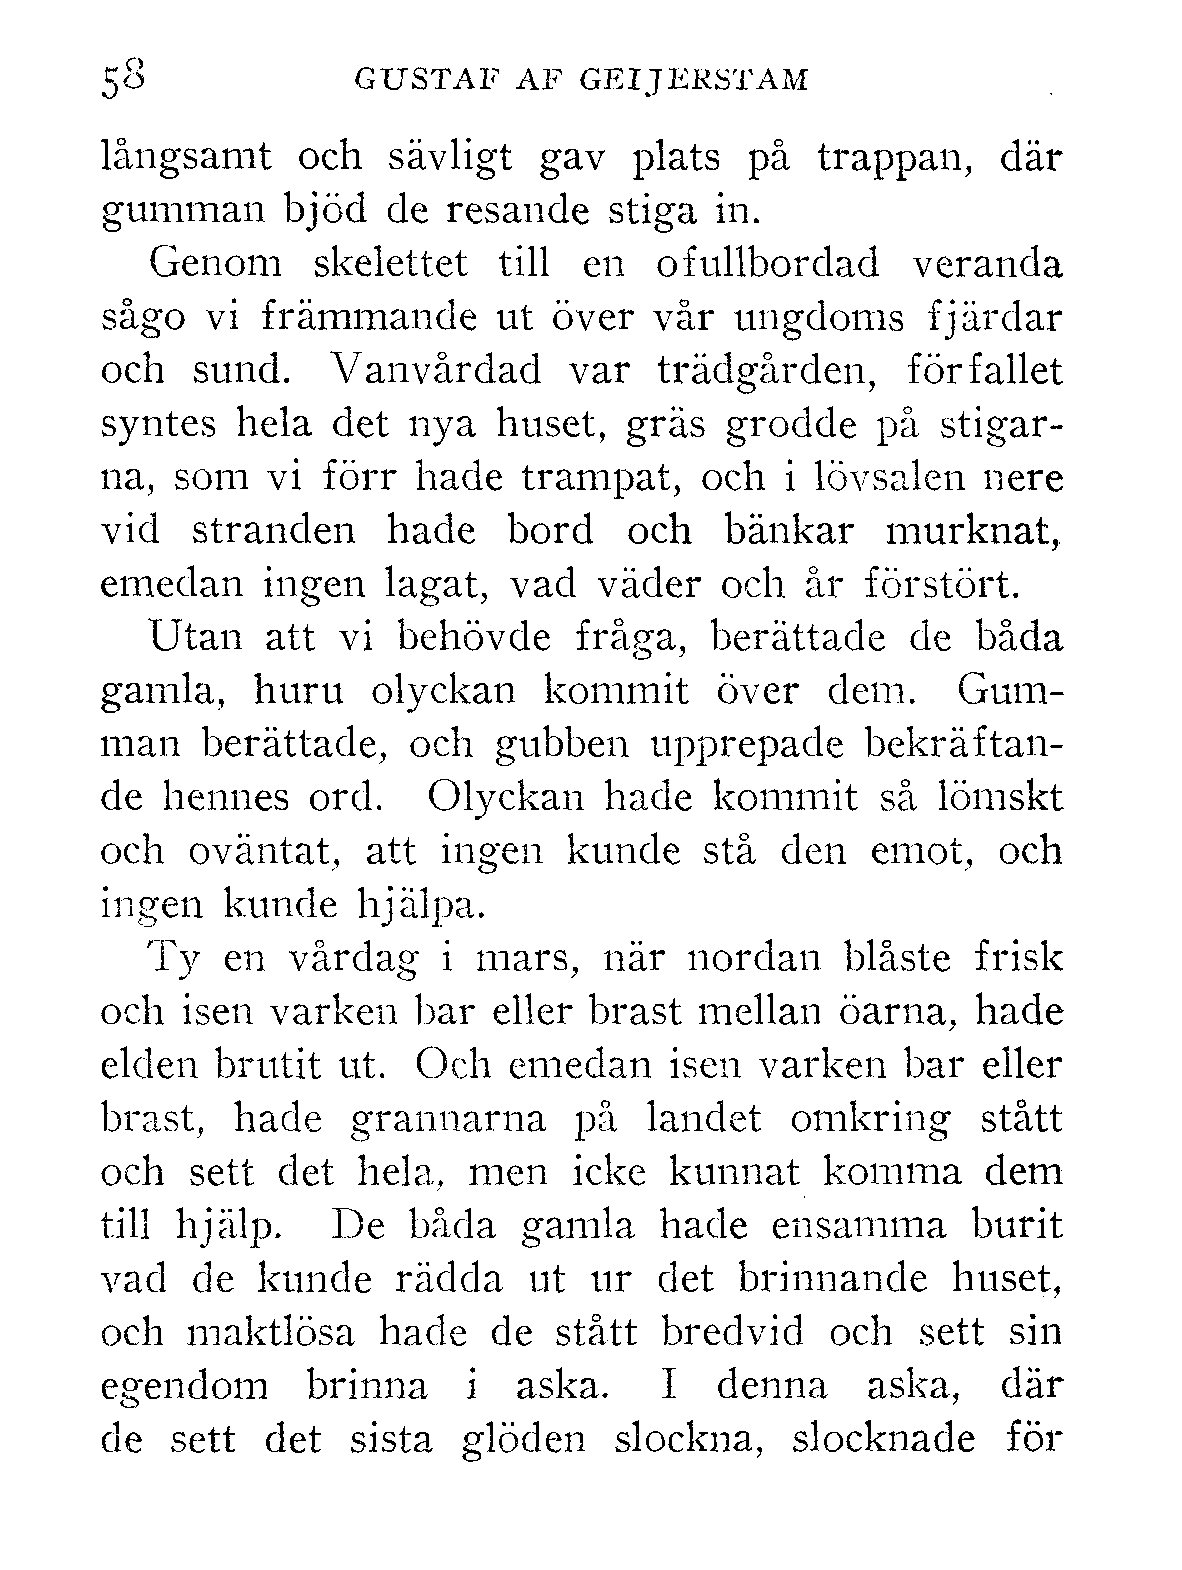 58 GUSTAF AF GEIJERSTAM
långsamt och sävligt gav plats på trappan, där
gumman bjöd de resande stiga in.
Genom skelettet till en ofullbordad veranda
sågo vi främmande ut över vår ungdoms fjärdar
och sund. Vanvårdad var trädgården, förfallet
syntes hela det nya huset, gräs grodde på stigar-
na, som vi förr hade trampat, och i lövsalen nere
vid stranden hade bord och bänkar murknat,
emedan ingen lagat, vad väder och år förstört.
Utan att vi behövde fråga, berättade de båda
gamla, huru olyckan kommit över dem. Gum-
man berättade, och gubben upprepade bekräftan-
de hennes ord. Olyckan hade kommit så lömskt
och oväntat, att ingen kunde stå den emot, och
ingen kunde hjälpa.
Ty en vårdag i mars, när nordan blåste frisk
och isen varken bar eller brast mellan öarna, hade
elden brutit ut. Och emedan isen varken bar eller
brast, hade grannarna på landet omkring stått
och sett det hela, men icke kunnat komma dem
till hjälp. De båda gamla hade ensamma burit
vad de kunde rädda ut ur det brinnande huset,
och maktlösa hade de stått bredvid och sett sin
egendom brinna i aska. I denna aska, där
de sett det sista glöden slockna, slocknade för